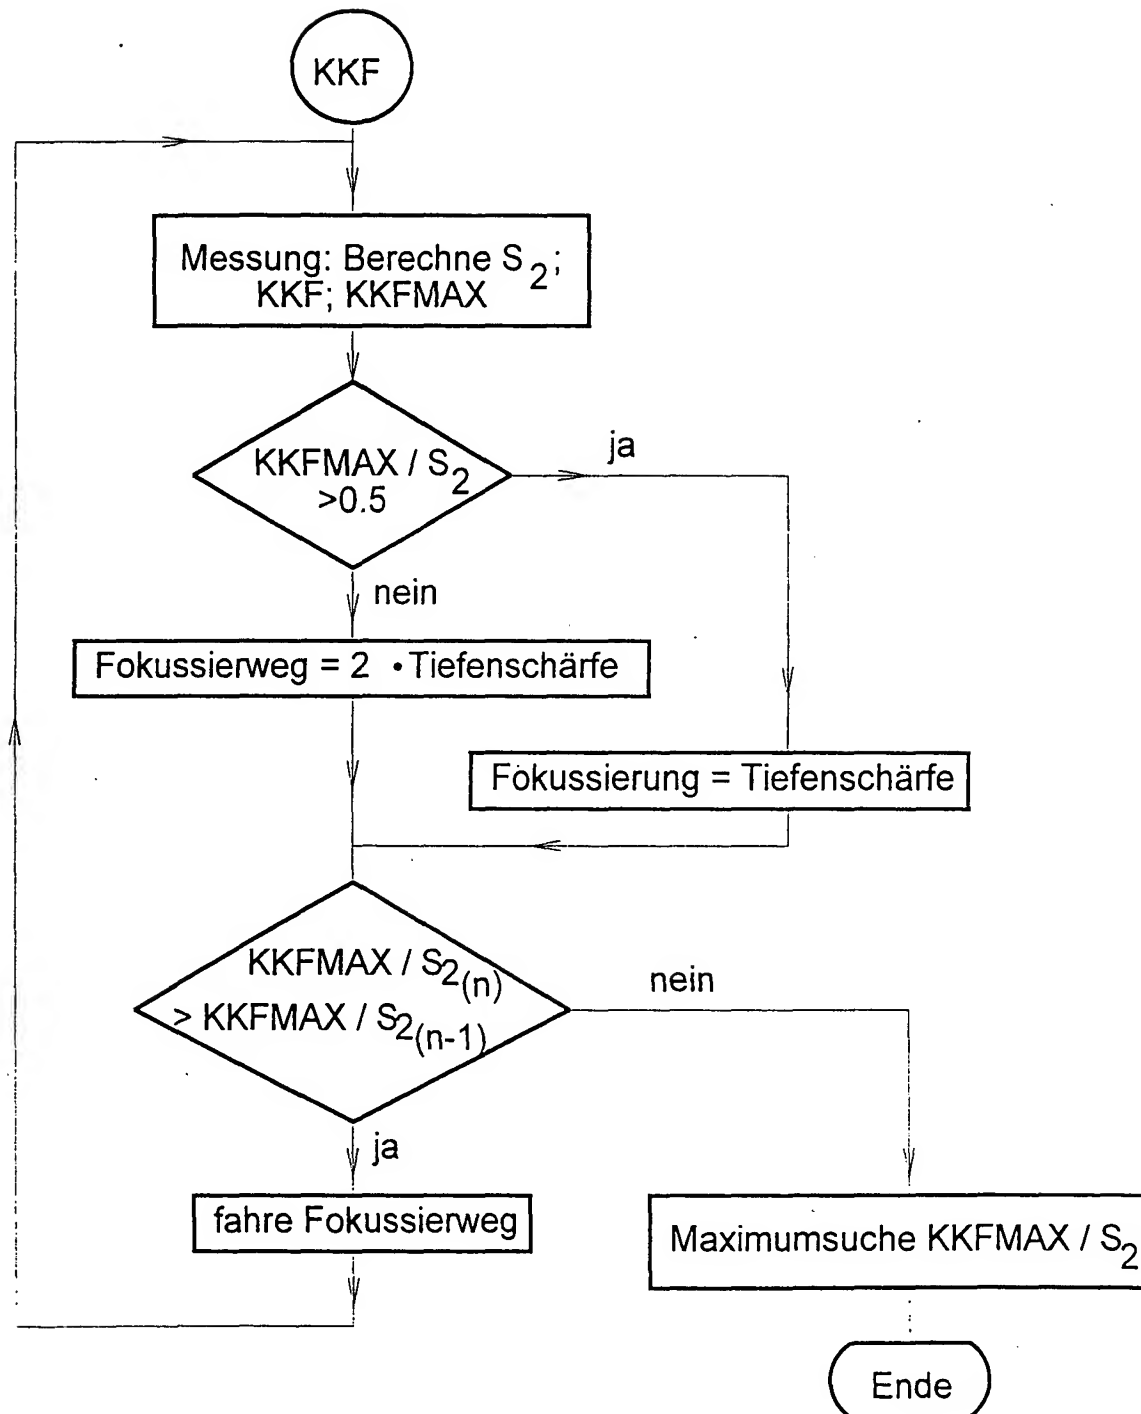 KKF
Messung: Berechne S₂;
KKF; KKFMAX
KKFMAX / S₂
>0.5
ja
nein
Fokussierweg = 2 • Tiefenschärfe
Fokussierung = Tiefenschärfe
KKFMAX / S₂₍ₙ₎
> KKFMAX / S₂₍ₙ₋₁₎
nein
ja
fahre Fokussierweg
Maximumsuche KKFMAX / S₂
Ende